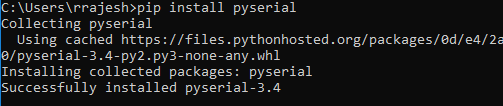 C:\Users\rrajesh>pip install pyserial
Collecting pyserial
Using cached https://files.pythonhosted.org/packages/0d/e4/2a
0/pyserial-3.4-py2.py3-none-any.whl
Installing collected packages: pyserial
Successfully installed pyserial-3.4